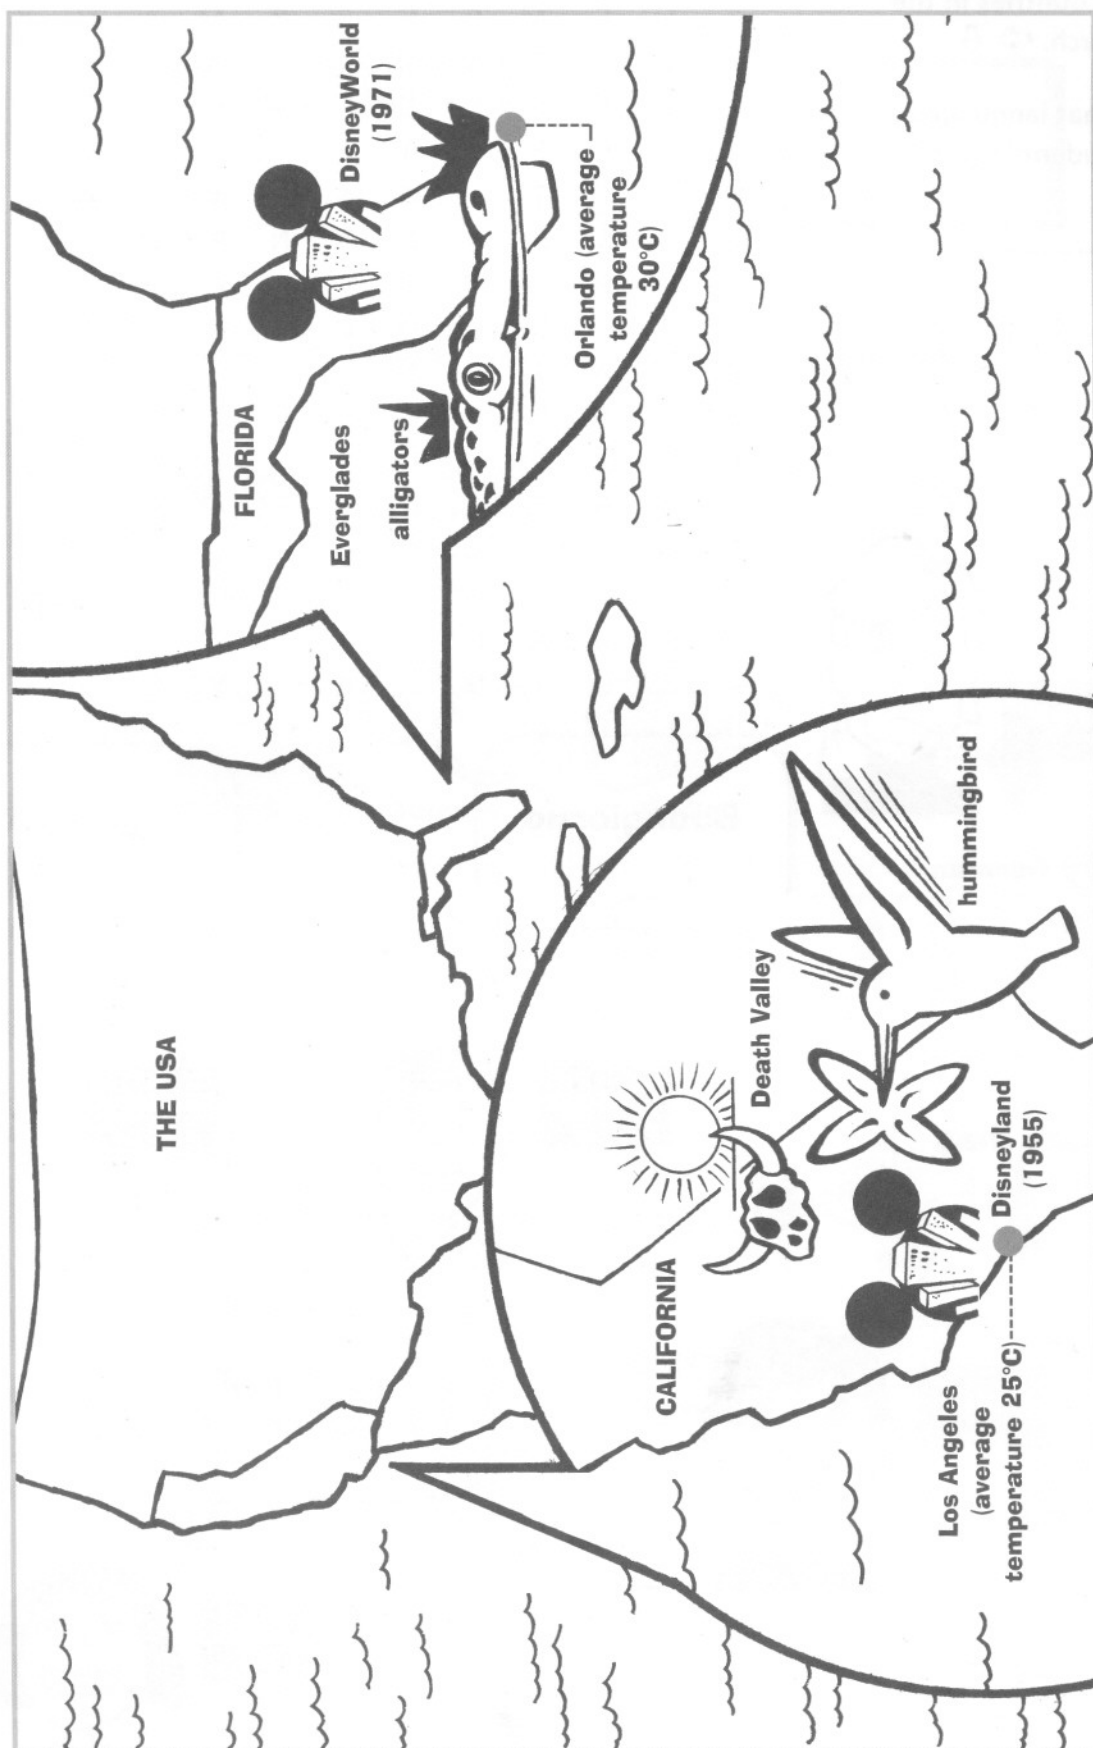 THE USA
FLORIDA
DisneyWorld
(1971)
Everglades
alligators
Orlando (average
temperature
30°C)
CALIFORNIA
Death Valley
hummingbird
Disneyland
(1955)
Los Angeles
(average
temperature 25°C)